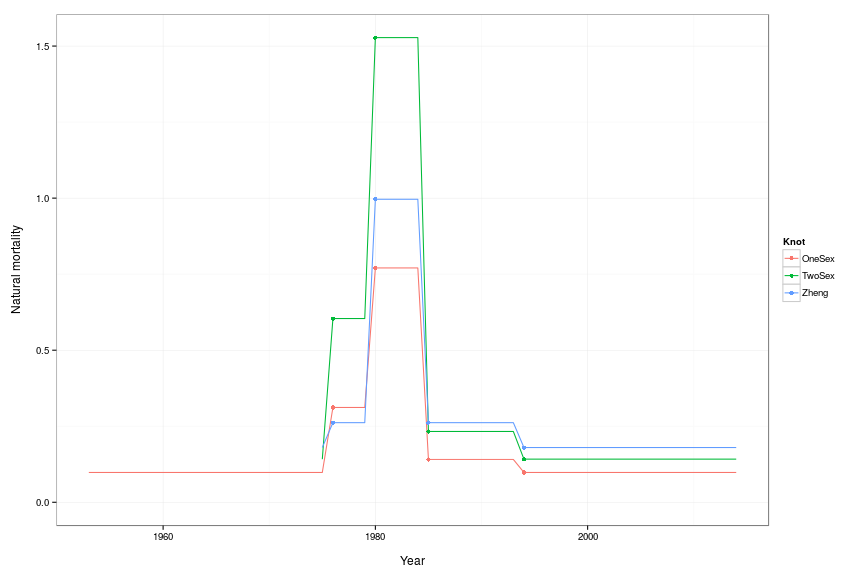 1.5
1.0
0.5
0.0
Natural mortality
1960
1980
2000
Year
Knot
OneSex
TwoSex
Zheng